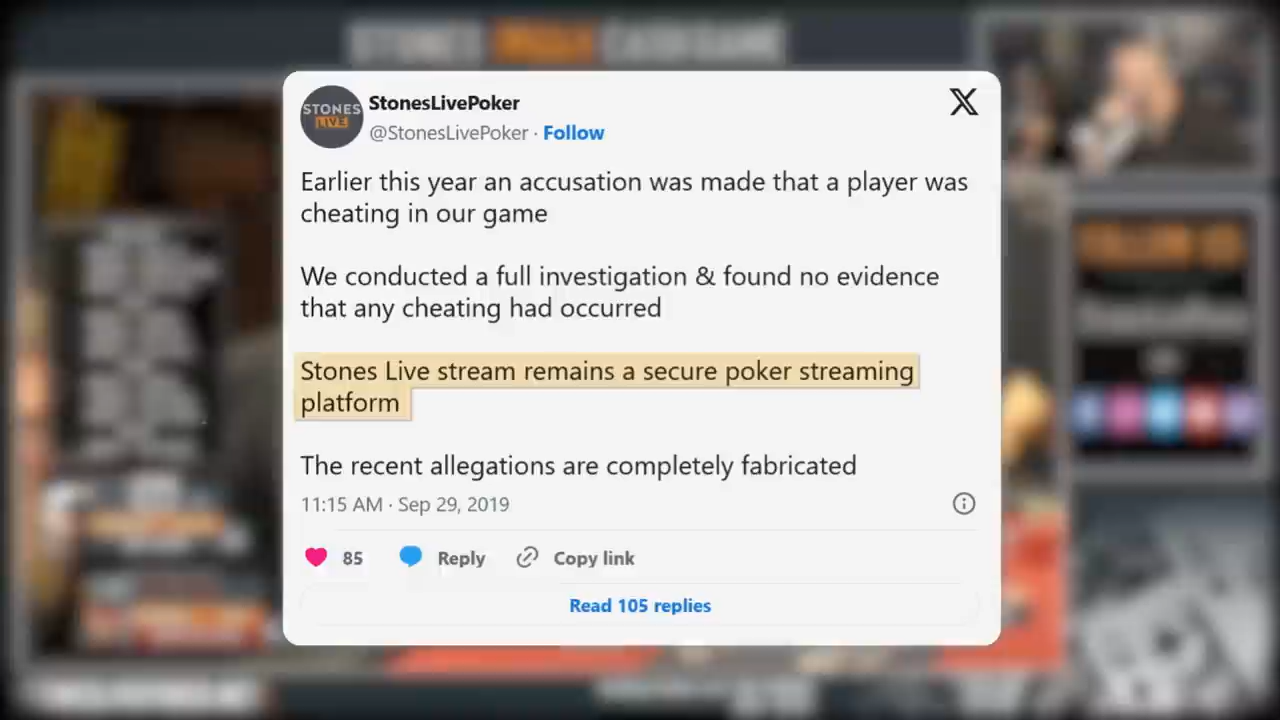 STONES
LIVE
StonesLivePoker
@StonesLivePoker · Follow
Earlier this year an accusation was made that a player was
cheating in our game
We conducted a full investigation & found no evidence
that any cheating had occurred
Stones Live stream remains a secure poker streaming
platform
The recent allegations are completely fabricated
11:15 AM · Sep 29, 2019
85 Reply Copy link
Read 105 replies